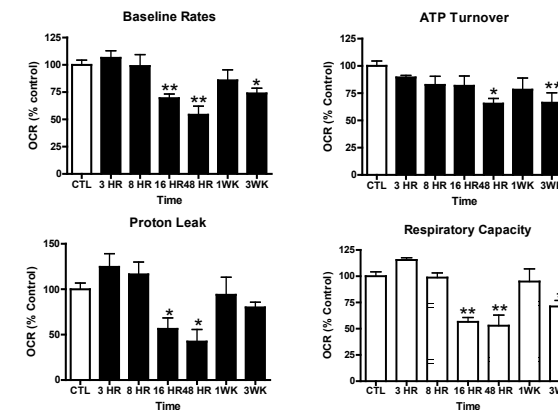 Baseline Rates
OCR (% control)
125
100
75
50
25
0
** ** *
CTL 3 HR 8 HR 16 HR48 HR 1WK 3WK
Time
ATP Turnover
OCR (% Control)
125
100
75
50
25
0
* **
CTL 3 HR 8 HR 16 HR48 HR 1WK 3W
Time
Proton Leak
OCR (% Control)
150
100
50
0
* *
CTL 3 HR 8 HR 16 HR48 HR 1WK 3WK
Time
Respiratory Capacity
OCR (% Control)
125
100
75
50
25
0
** **
CTL 3 HR 8 HR 16 HR48 HR 1WK 3W
Time